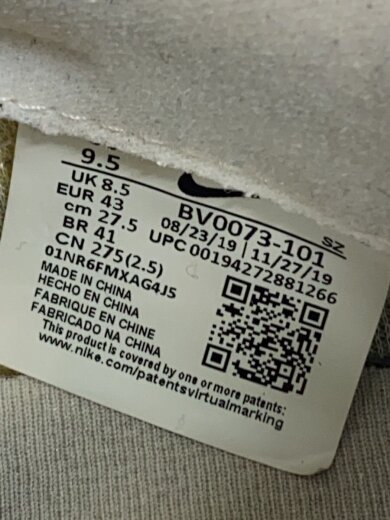 9.5
UK 8.5
EUR 43
cm 27.5
BR 41
CN 275(2.5)
01NR6FMXAG4J5
MADE IN CHINA
HECHO EN CHINA
FABRIQUE EN CHINE
FABRICADO NA CHINA
This product is covered by one or more patents:
www.nike.com/patentsvirtualmarking
BV0073-101
SZ
08/23/19 | 11/27/19
UPC 00194272881266